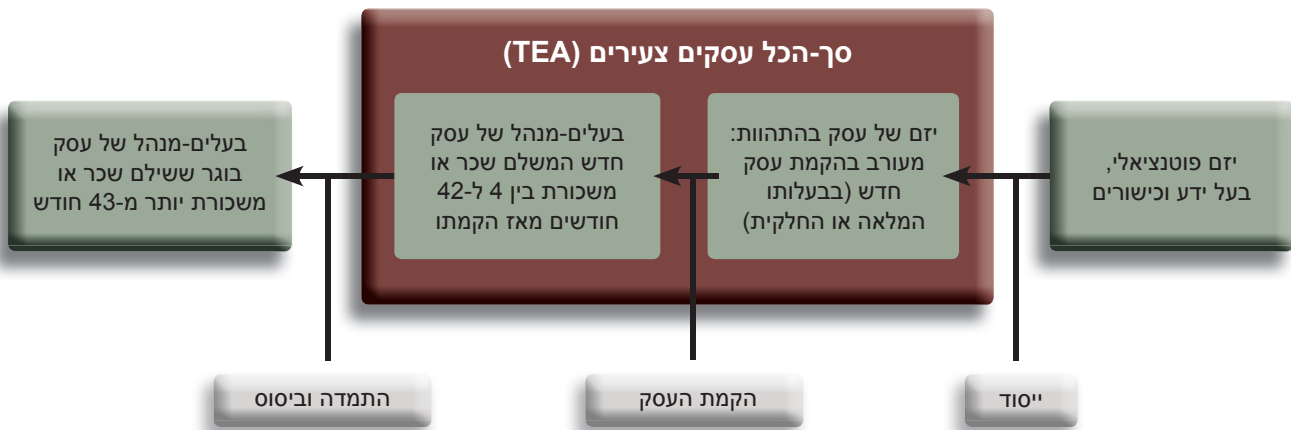 סך-הכל עסקים צעירים (TEA)
יזם פוטנציאלי,
בעל ידע וכישורים
יזם של עסק בהתהוות:
מעורב בהקמת עסק
חדש (בבעלותו
המלאה או החלקית)
בעלים-מנהל של עסק
חדש המשלם שכר או
משכורת בין 4 ל-42
חודשים מאז הקמתו
בעלים-מנהל של עסק
בוגר ששילם שכר או
משכורת יותר מ-43 חודש
ייסוד
הקמת העסק
התמדה וביסוס